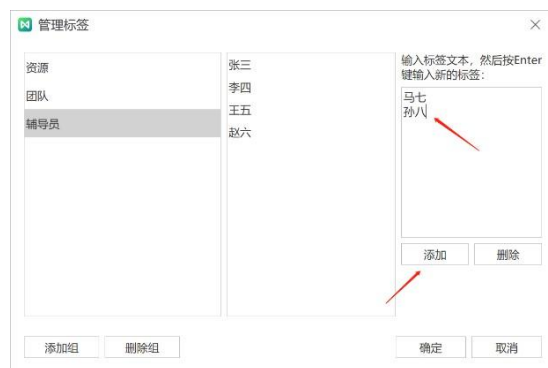 管理标签
资源
团队
辅导员
张三
李四
王五
赵六
输入标签文本，然后按Enter
键输入新的标签：
马七
孙八
添加
删除
添加组
删除组
确定
取消